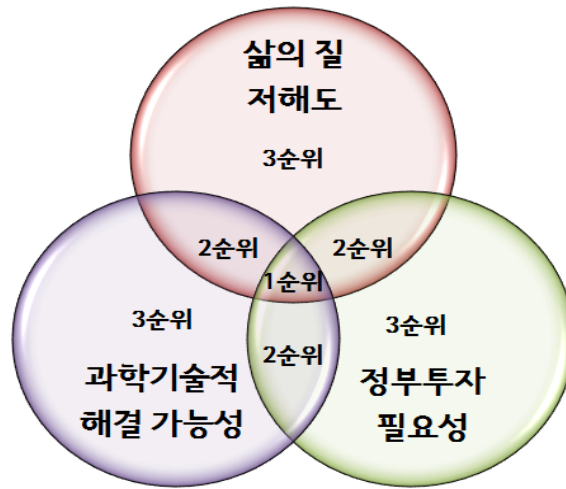 삶의 질
저해도
3순위
2순위
2순위
1순위
3순위
3순위
2순위
과학기술적
해결 가능성
정부투자
필요성